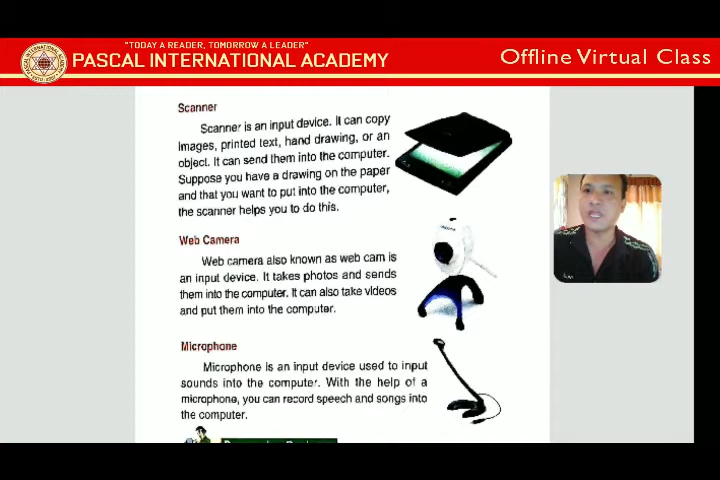 "TODAY A READER, TOMORROW A LEADER"
PASCAL INTERNATIONAL ACADEMY
Offline Virtual Class
Scanner
Scanner is an input device. It can copy
images, printed text, hand drawing, or an
object. It can send them into the computer.
Suppose you have a drawing on the paper
and that you want to put into the computer,
the scanner helps you to do this.
Web Camera
Web camera also known as web cam is
an input device. It takes photos and sends
them into the computer. It can also take videos
and put them into the computer.
Microphone
Microphone is an input device used to input
sounds into the computer. With the help of a
microphone, you can record speech and songs into
the computer.